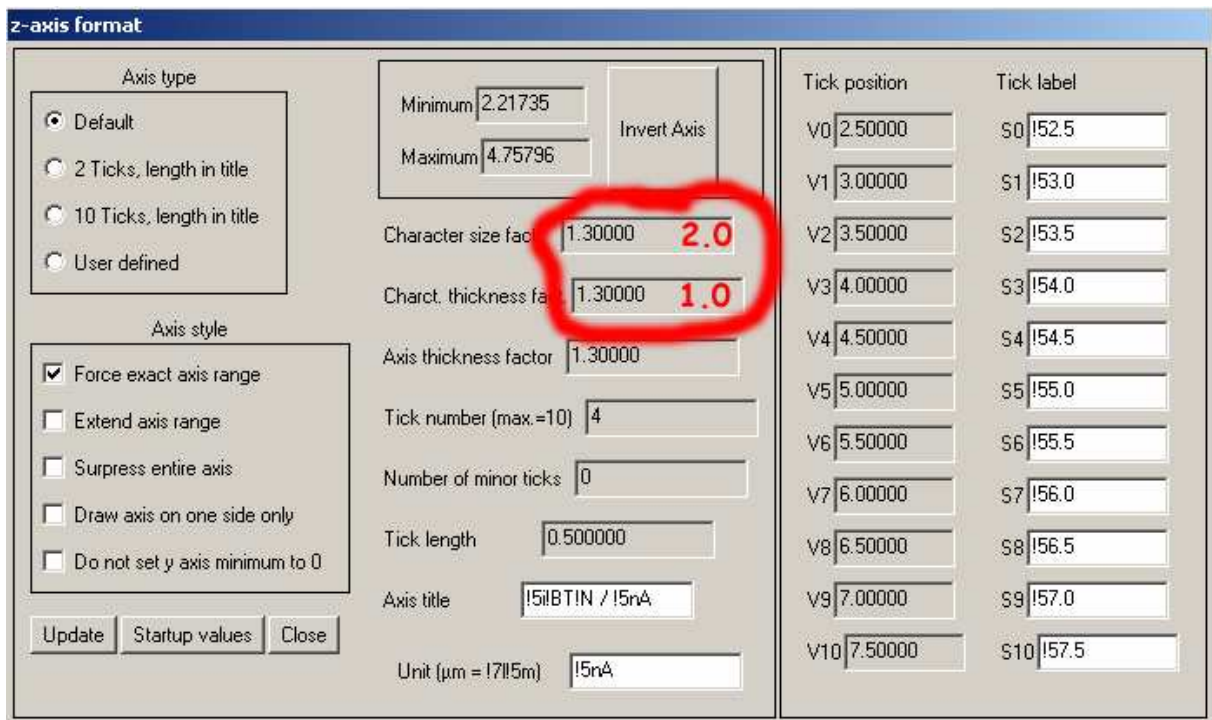 z-axis format
Axis type
Default
2 Ticks, length in title
10 Ticks, length in title
User defined
Axis style
Force exact axis range
Extend axis range
Surpress entire axis
Draw axis on one side only
Do not set y axis minimum to 0
Update Startup values Close
Minimum 2.21735
Maximum 4.75796
Invert Axis
Character size fact 1.30000 2.0
Charct. thickness fa 1.30000 1.0
Axis thickness factor 1.30000
Tick number (max.=10) 4
Number of minor ticks 0
Tick length 0.500000
Axis title !5i!BT!N / !5nA
Unit (µm = !7l!5m) !5nA
Tick position Tick label
V0 2.50000 S0 !52.5
V1 3.00000 S1 !53.0
V2 3.50000 S2 !53.5
V3 4.00000 S3 !54.0
V4 4.50000 S4 !54.5
V5 5.00000 S5 !55.0
V6 5.50000 S6 !55.5
V7 6.00000 S7 !56.0
V8 6.50000 S8 !56.5
V9 7.00000 S9 !57.0
V10 7.50000 S10 !57.5